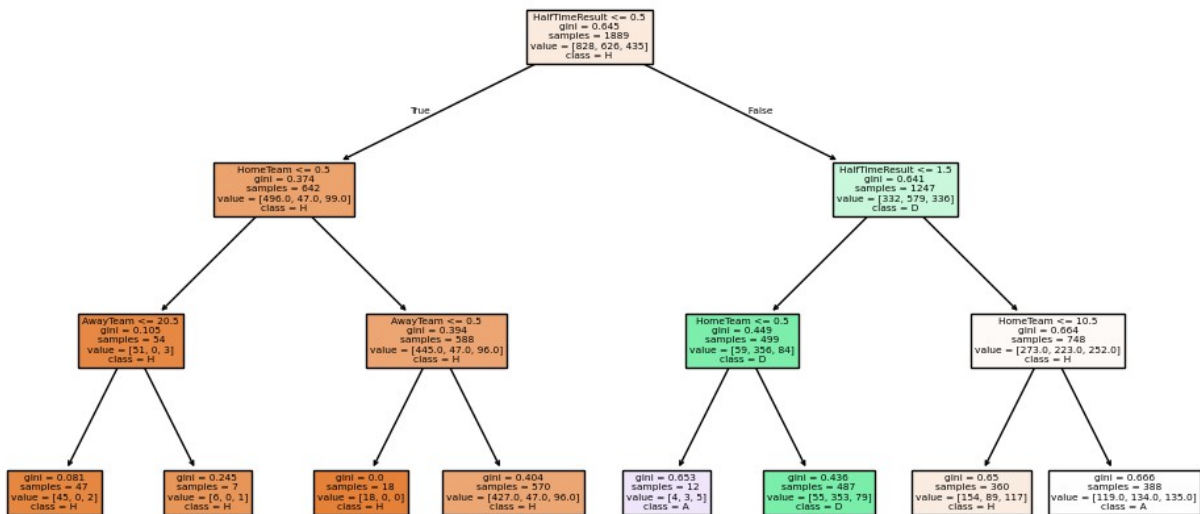 HalfTimeResult <= 0.5
gini = 0.645
samples = 1889
value = [828, 626, 435]
class = H
True
False
HomeTeam <= 0.5
gini = 0.374
samples = 642
value = [496.0, 47.0, 99.0]
class = H
HalfTimeResult <= 1.5
gini = 0.641
samples = 1247
value = [332, 579, 336]
class = D
AwayTeam <= 20.5
gini = 0.105
samples = 54
value = [51, 0, 3]
class = H
AwayTeam <= 0.5
gini = 0.394
samples = 588
value = [445.0, 47.0, 96.0]
class = H
HomeTeam <= 0.5
gini = 0.449
samples = 499
value = [59, 356, 84]
class = D
HomeTeam <= 10.5
gini = 0.664
samples = 748
value = [273.0, 223.0, 252.0]
class = H
gini = 0.081
samples = 47
value = [45, 0, 2]
class = H
gini = 0.245
samples = 7
value = [6, 0, 1]
class = H
gini = 0.0
samples = 18
value = [18, 0, 0]
class = H
gini = 0.404
samples = 570
value = [427.0, 47.0, 96.0]
class = H
gini = 0.653
samples = 12
value = [4, 3, 5]
class = A
gini = 0.436
samples = 487
value = [55, 353, 79]
class = D
gini = 0.65
samples = 360
value = [154, 89, 117]
class = H
gini = 0.666
samples = 388
value = [119.0, 134.0, 135.0]
class = A